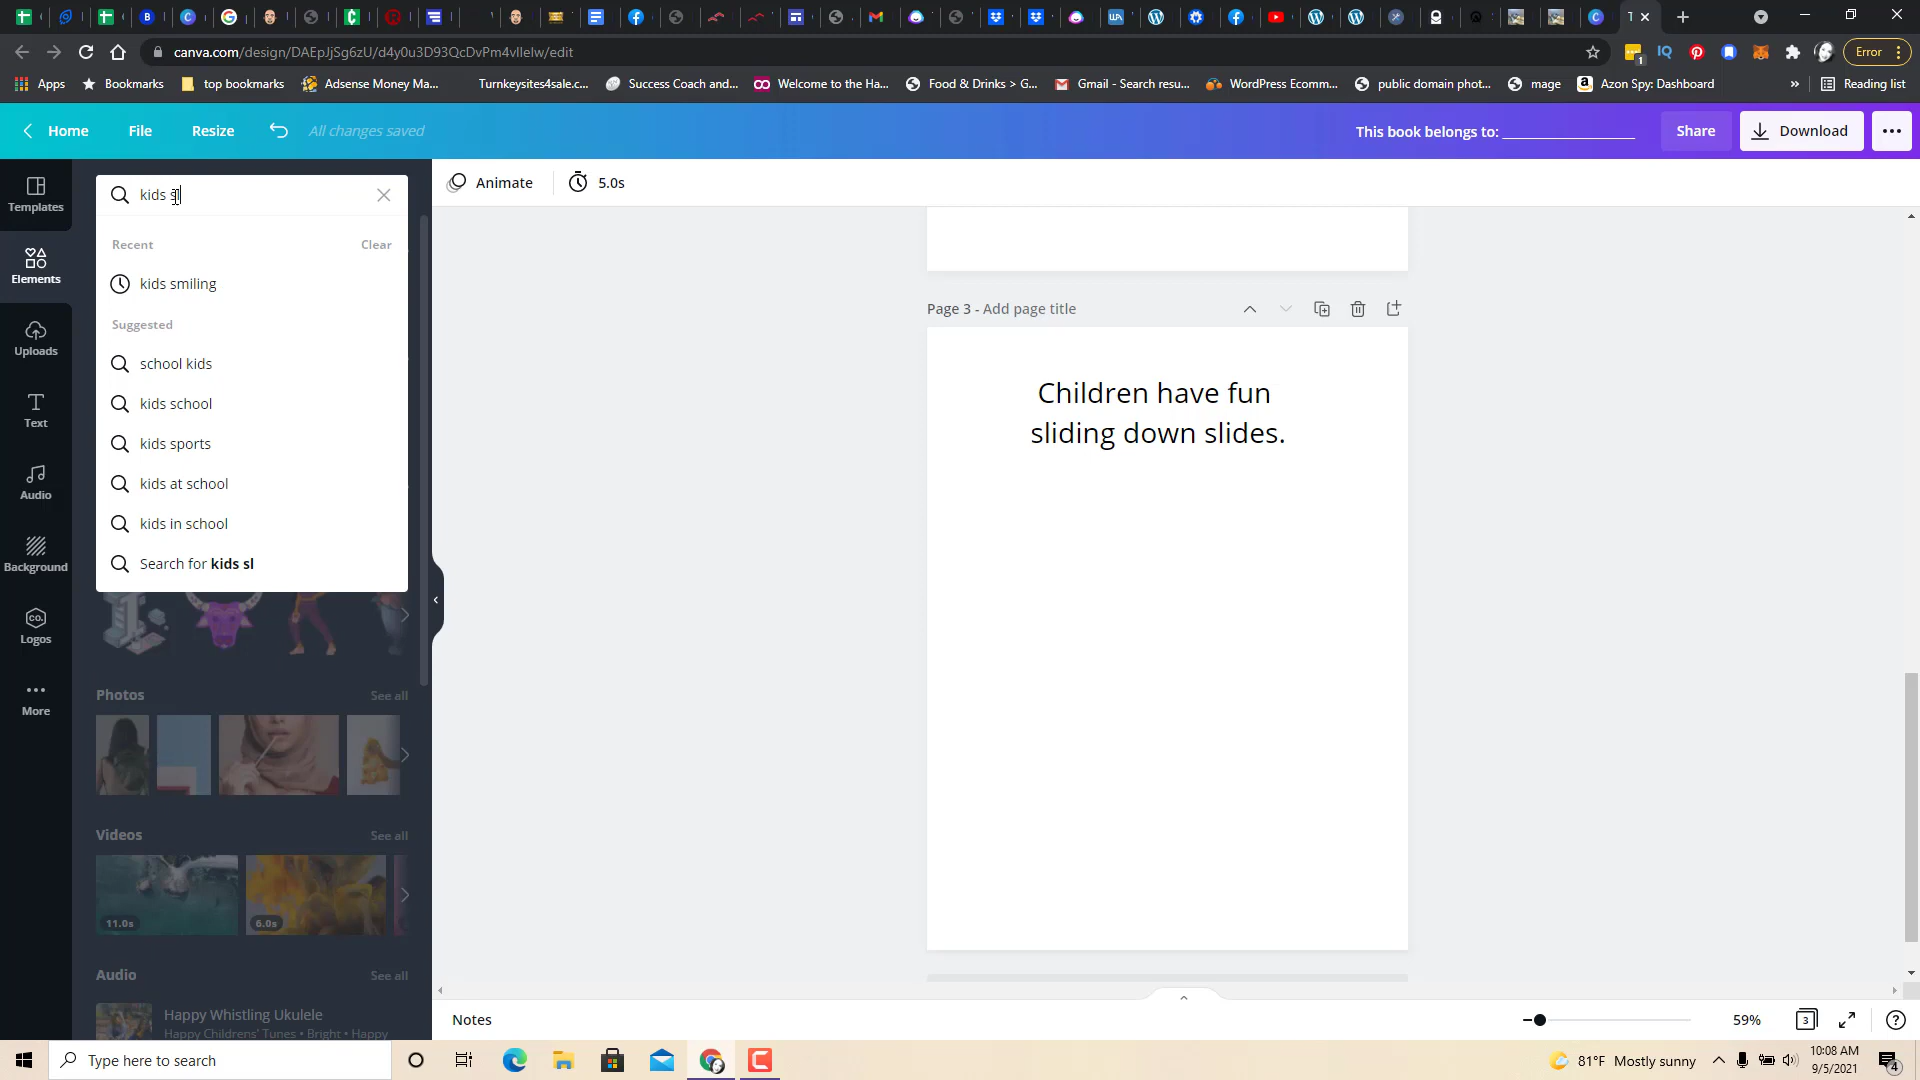 canva.com/design/DAEpJjSg6zU/d4y0u3D93QcDvPm4vlIelw/edit
Error
Apps
Bookmarks
top bookmarks
Adsense Money Ma...
Turnkeysites4sale.c...
Success Coach and...
Welcome to the Ha...
Food & Drinks > G...
Gmail - Search resu...
WordPress Ecomm...
public domain phot...
mage
Azon Spy: Dashboard
»
Reading list
Home
File
Resize
All changes saved
This book belongs to: ____________________
Share
Download
Templates
Elements
Uploads
Text
Audio
Background
CO.
Logos
More
kids sl
Recent
Clear
kids smiling
Suggested
school kids
kids school
kids sports
kids at school
kids in school
Search for kids sl
Photos
See all
Videos
See all
11.0s
6.0s
Audio
See all
Happy Whistling Ukulele
Happy Childrens' Tunes • Bright • Happy
Animate
5.0s
Page 3 - Add page title
Children have fun
sliding down slides.
Notes
59%
3
Type here to search
81°F Mostly sunny
10:08 AM
9/5/2021
4